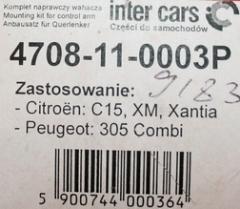 Komplet naprawczy wahacza
Mounting kit for control arm
Anbausatz für Querlenker
inter cars
Części do samochodów
4708-11-0003P
9183
Zastosowanie:
- Citroën: C15, XM, Xantia
- Peugeot: 305 Combi
5 900744 000364